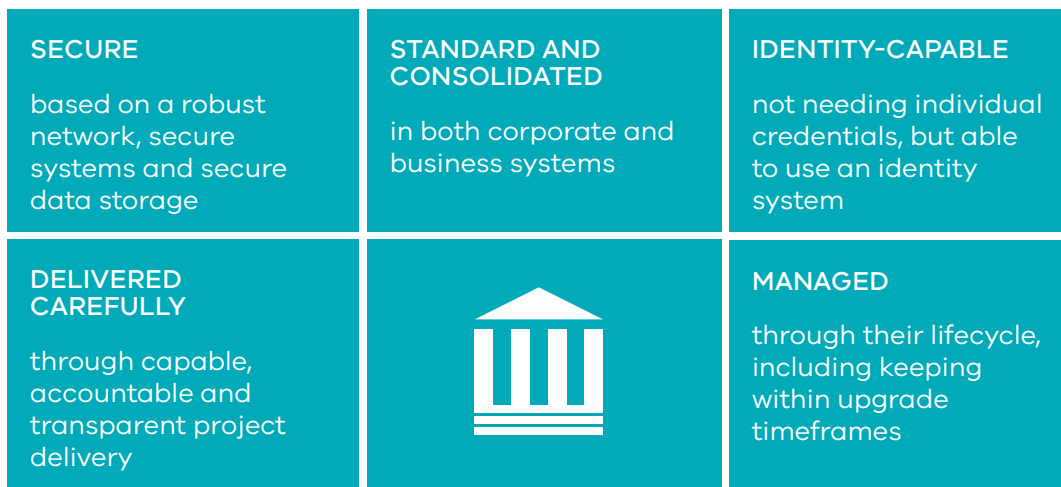 SECURE
based on a robust
network, secure
systems and secure
data storage
STANDARD AND
CONSOLIDATED
in both corporate and
business systems
IDENTITY-CAPABLE
not needing individual
credentials, but able
to use an identity
system
DELIVERED
CAREFULLY
through capable,
accountable and
transparent project
delivery
MANAGED
through their lifecycle,
including keeping
within upgrade
timeframes